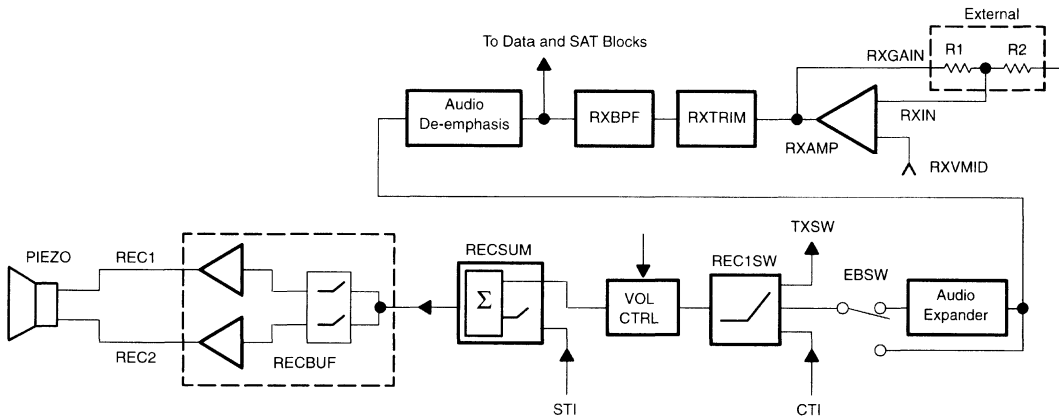 External
To Data and SAT Blocks
RXGAIN
R1
R2
Audio
De-emphasis
RXBPF
RXTRIM
RXIN
RXAMP
RXVMID
PIEZO
REC1
RECSUM
TXSW
REC1SW
EBSW
Σ
VOL
CTRL
Audio
Expander
REC2
RECBUF
STI
CTI